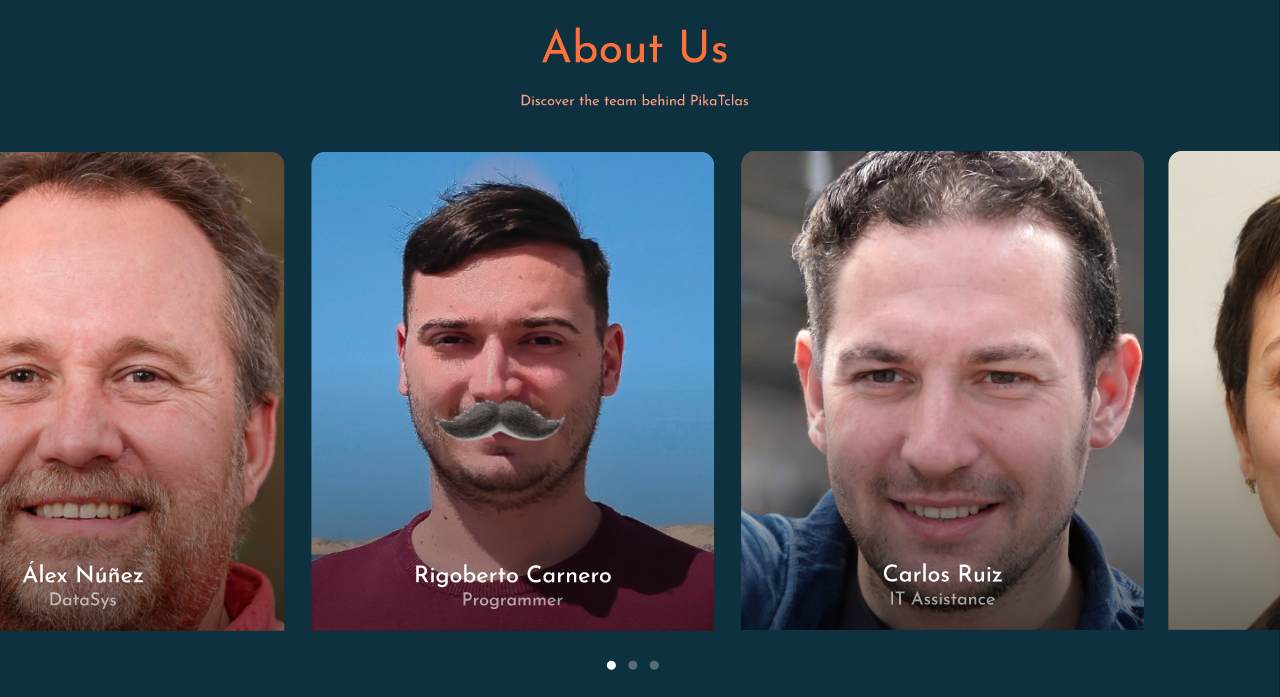 About Us
Discover the team behind PikaTclas
Álex Núñez
DataSys
Rigoberto Carnero
Programmer
Carlos Ruiz
IT Assistance